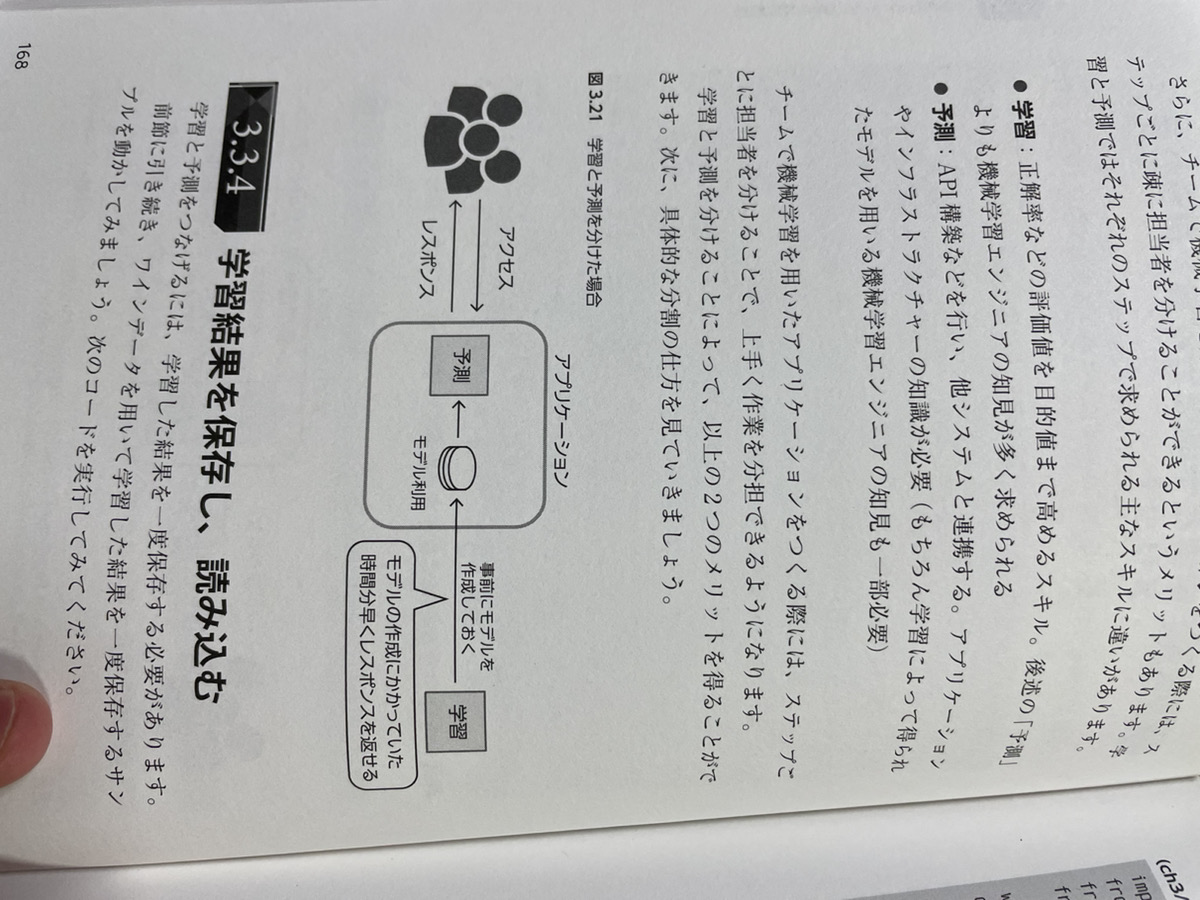 さらに、チームで機械学
をつくる際には、ス
テップごとに疎に担当者を分けることができるというメリットもあります。学
習と予測ではそれぞれのステップで求められる主なスキルに違いがあります。
● 学習：正解率などの評価値を目的値まで高めるスキル。後述の「予測」
よりも機械学習エンジニアの知見が多く求められる
● 予測：API構築などを行い、他システムと連携する。アプリケーション
やインフラストラクチャーの知識が必要（もちろん学習によって得られ
たモデルを用いる機械学習エンジニアの知見も一部必要）
チームで機械学習を用いたアプリケーションをつくる際には、ステップご
とに担当者を分けることで、上手く作業を分担できるようになります。
学習と予測を分けることによって、以上の2つのメリットを得ることがで
きます。次に、具体的な分割の仕方を見ていきましょう。
図3.21 学習と予測を分けた場合
アプリケーション
アクセス
レスポンス
予測
モデル利用
事前にモデルを
作成しておく
学習
モデルの作成にかかっていた
時間分早くレスポンスを返せる
3.3.4 学習結果を保存し、読み込む
学習と予測をつなげるには、学習した結果を一度保存する必要があります。
前節に引き続き、ワインデータを用いて学習した結果を一度保存するサン
プルを動かしてみましょう。次のコードを実行してみてください。
168
(ch3/
imp
fro
fr
fr